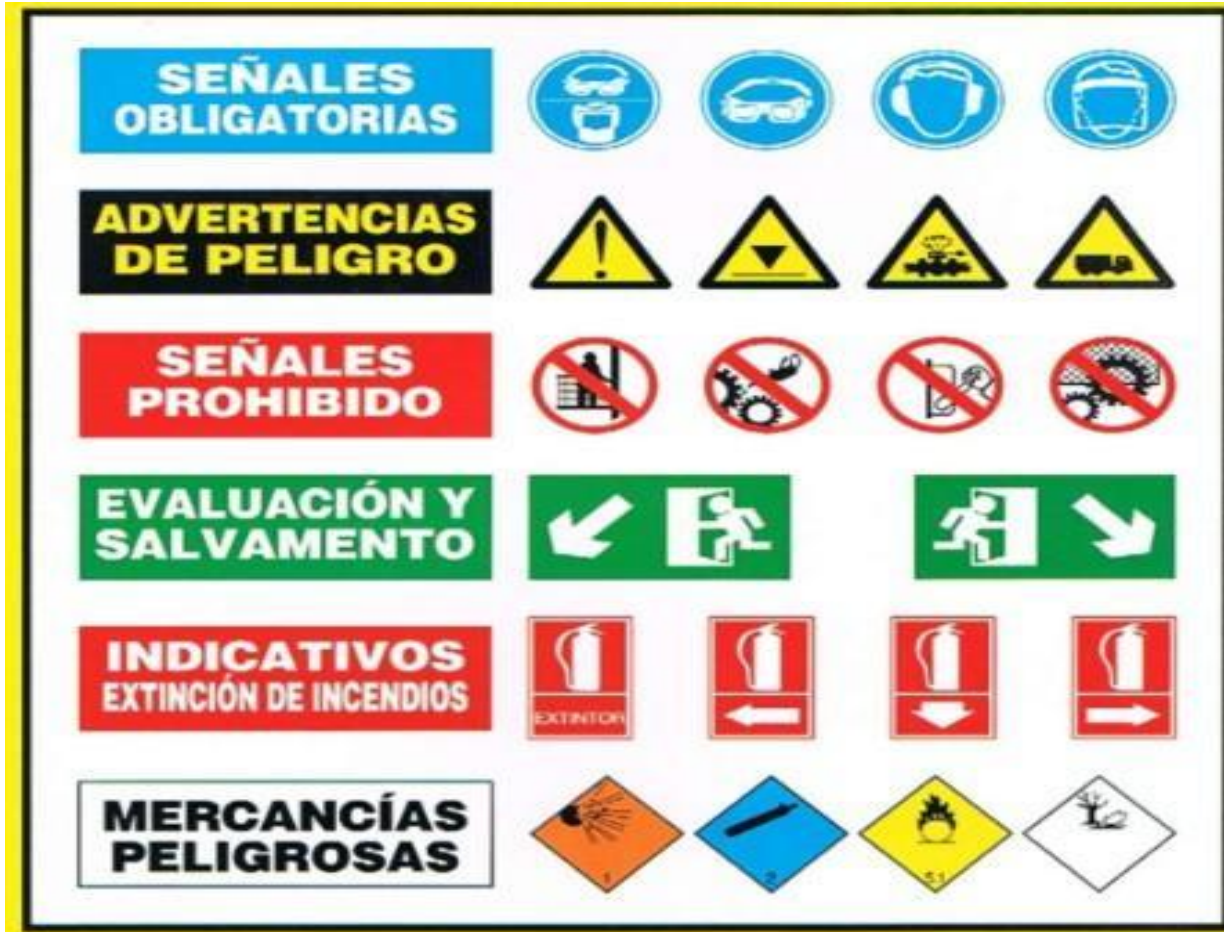 SEÑALES
OBLIGATORIAS
ADVERTENCIAS
DE PELIGRO
SEÑALES
PROHIBIDO
EVALUACIÓN Y
SALVAMENTO
INDICATIVOS
EXTINCIÓN DE INCENDIOS
EXTINTOR
MERCANCÍAS
PELIGROSAS
1
2
5.1